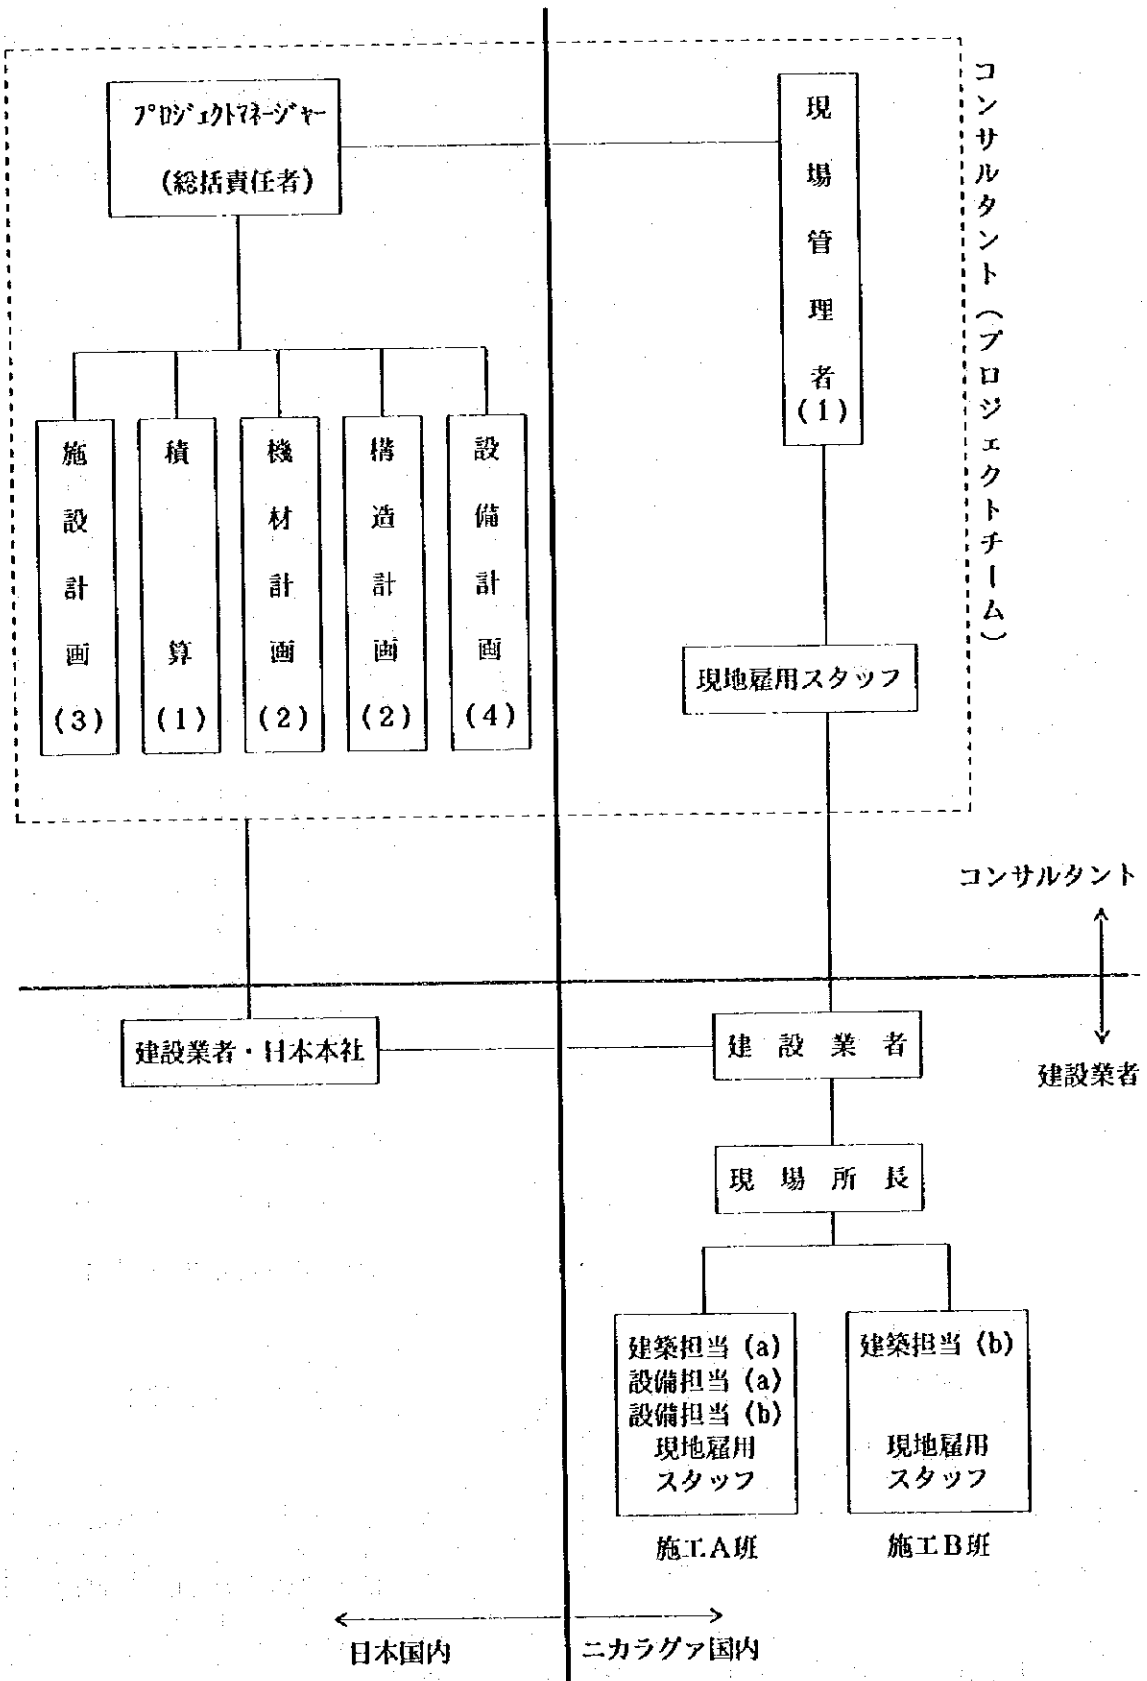 プロジェクトマネージャー
(総括責任者)
現場管理者
(1)
コンサルタント(プロジェクトチーム)
施設計画
(3)
積算
(1)
機材計画
(2)
構造計画
(2)
設備計画
(4)
現地雇用スタッフ
コンサルタント
建設業者・日本本社
建設業者
建設業者
現場所長
建築担当 (a)
設備担当 (a)
設備担当 (b)
現地雇用
スタッフ
建築担当 (b)
現地雇用
スタッフ
施工A班
施工B班
日本国内
ニカラグァ国内